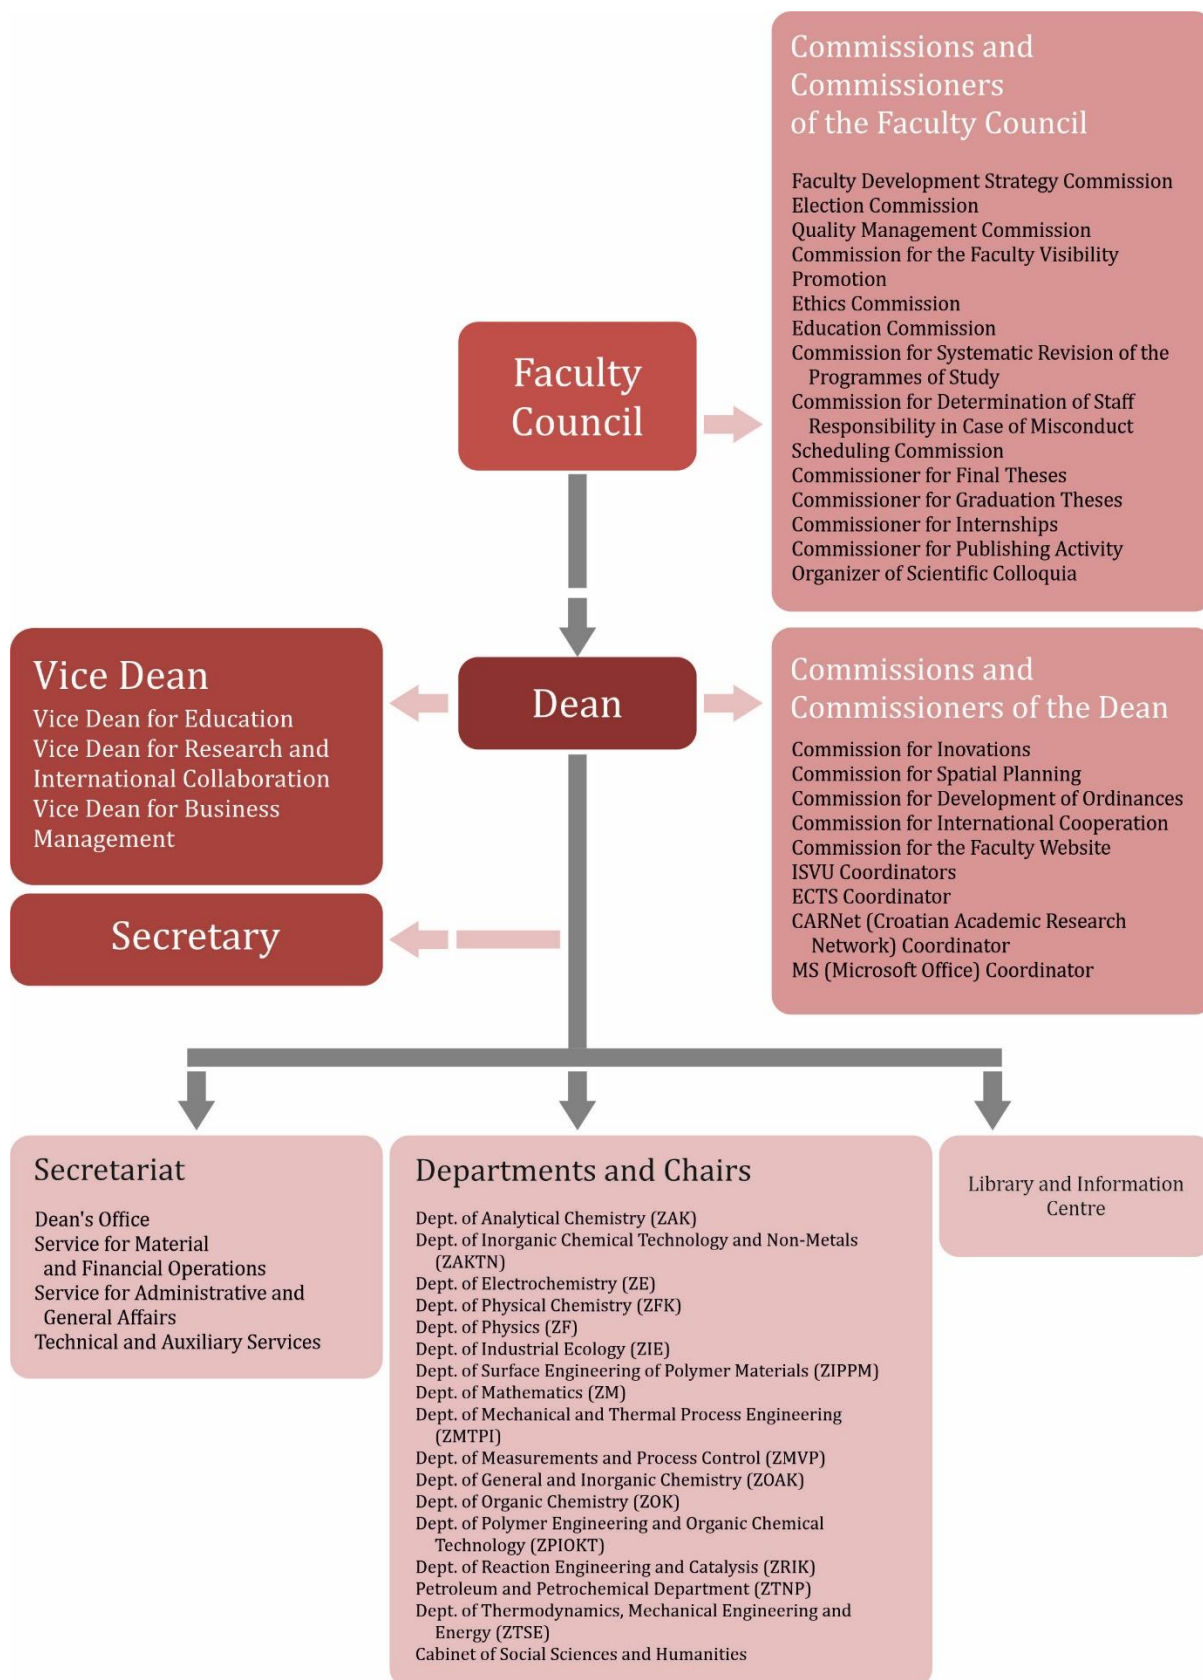 Commissions and
Commissioners
of the Faculty Council
Faculty Development Strategy Commission
Election Commission
Quality Management Commission
Commission for the Faculty Visibility
Promotion
Ethics Commission
Education Commission
Commission for Systematic Revision of the
Programmes of Study
Commission for Determination of Staff
Responsibility in Case of Misconduct
Scheduling Commission
Commissioner for Final Theses
Commissioner for Graduation Theses
Commissioner for Internships
Commissioner for Publishing Activity
Organizer of Scientific Colloquia
Faculty
Council
Vice Dean
Vice Dean for Education
Vice Dean for Research and
International Collaboration
Vice Dean for Business
Management
Dean
Commissions and
Commissioners of the Dean
Commission for Inovations
Commission for Spatial Planning
Commission for Development of Ordinances
Commission for International Cooperation
Commission for the Faculty Website
ISVU Coordinators
ECTS Coordinator
CARNet (Croatian Academic Research
Network) Coordinator
MS (Microsoft Office) Coordinator
Secretary
Secretariat
Dean's Office
Service for Material
and Financial Operations
Service for Administrative and
General Affairs
Technical and Auxiliary Services
Departments and Chairs
Dept. of Analytical Chemistry (ZAK)
Dept. of Inorganic Chemical Technology and Non-Metals
(ZAKTN)
Dept. of Electrochemistry (ZE)
Dept. of Physical Chemistry (ZFK)
Dept. of Physics (ZF)
Dept. of Industrial Ecology (ZIE)
Dept. of Surface Engineering of Polymer Materials (ZIPPM)
Dept. of Mathematics (ZM)
Dept. of Mechanical and Thermal Process Engineering
(ZMTPI)
Dept. of Measurements and Process Control (ZMVP)
Dept. of General and Inorganic Chemistry (ZOAK)
Dept. of Organic Chemistry (ZOK)
Dept. of Polymer Engineering and Organic Chemical
Technology (ZPIOKT)
Dept. of Reaction Engineering and Catalysis (ZRIK)
Petroleum and Petrochemical Department (ZTNP)
Dept. of Thermodynamics, Mechanical Engineering and
Energy (ZTSE)
Cabinet of Social Sciences and Humanities
Library and Information
Centre